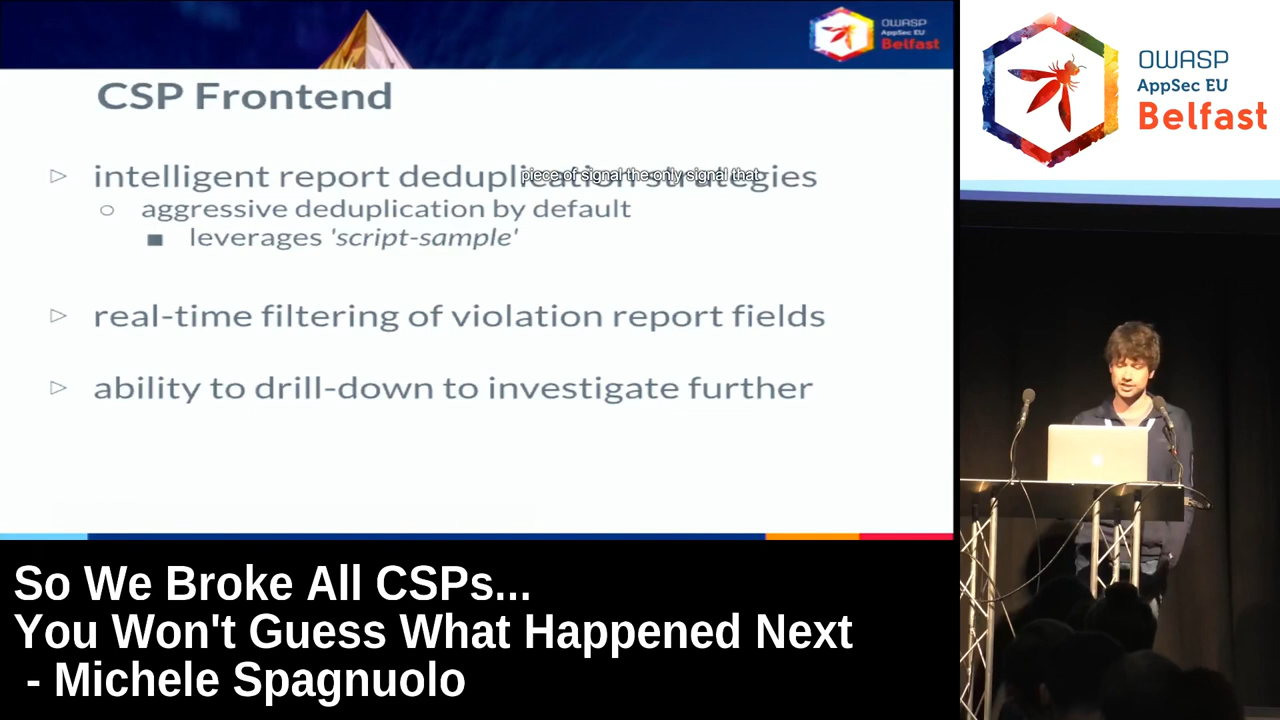 OWASP
AppSec EU
Belfast
CSP Frontend
intelligent report deduplication strategies
piece of signal the only signal that
aggressive deduplication by default
leverages 'script-sample'
real-time filtering of violation report fields
ability to drill-down to investigate further
OWASP
AppSec EU
Belfast
So We Broke All CSPs...
You Won't Guess What Happened Next
- Michele Spagnuolo